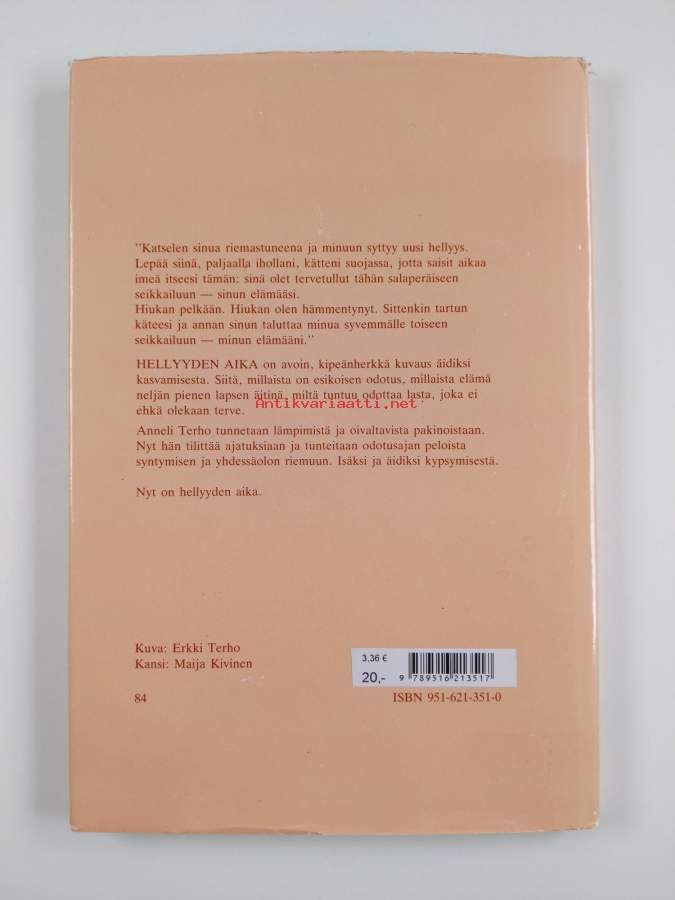 "Katselen sinua riemastuneena ja minuun syttyy uusi hellyys.
Lepää siinä, paljaalla ihollani, kätteni suojassa, jotta saisit aikaa
imeä itseesi tämän: sinä olet tervetullut tähän salaperäiseen
seikkailuun — sinun elämääsi.
Hiukan pelkään. Hiukan olen hämmentynyt. Sittenkin tartun
käteesi ja annan sinun taluttaa minua syvemmälle toiseen
seikkailuun — minun elämääni."
HELLYYDEN AIKA on avoin, kipeänherkkä kuvaus äidiksi
kasvamisesta. Siitä, millaista on esikoisen odotus, millaista elämä
neljän pienen lapsen äitinä, miltä tuntuu odottaa lasta, joka ei
Antikvariaatti.net
ehkä olekaan terve.
Anneli Terho tunnetaan lämpimistä ja oivaltavista pakinoistaan.
Nyt hän tilittää ajatuksiaan ja tunteitaan odotusajan peloista
syntymisen ja yhdessäolon riemuun. Isäksi ja äidiksi kypsymisestä.
Nyt on hellyyden aika.
Kuva: Erkki Terho
Kansi: Maija Kivinen
3,36 €
20,-
9 789516 213517
84
ISBN 951-621-351-0